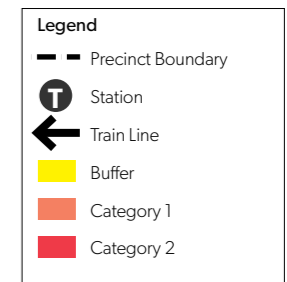 Legend
Precinct Boundary
T Station
Train Line
Buffer
Category 1
Category 2